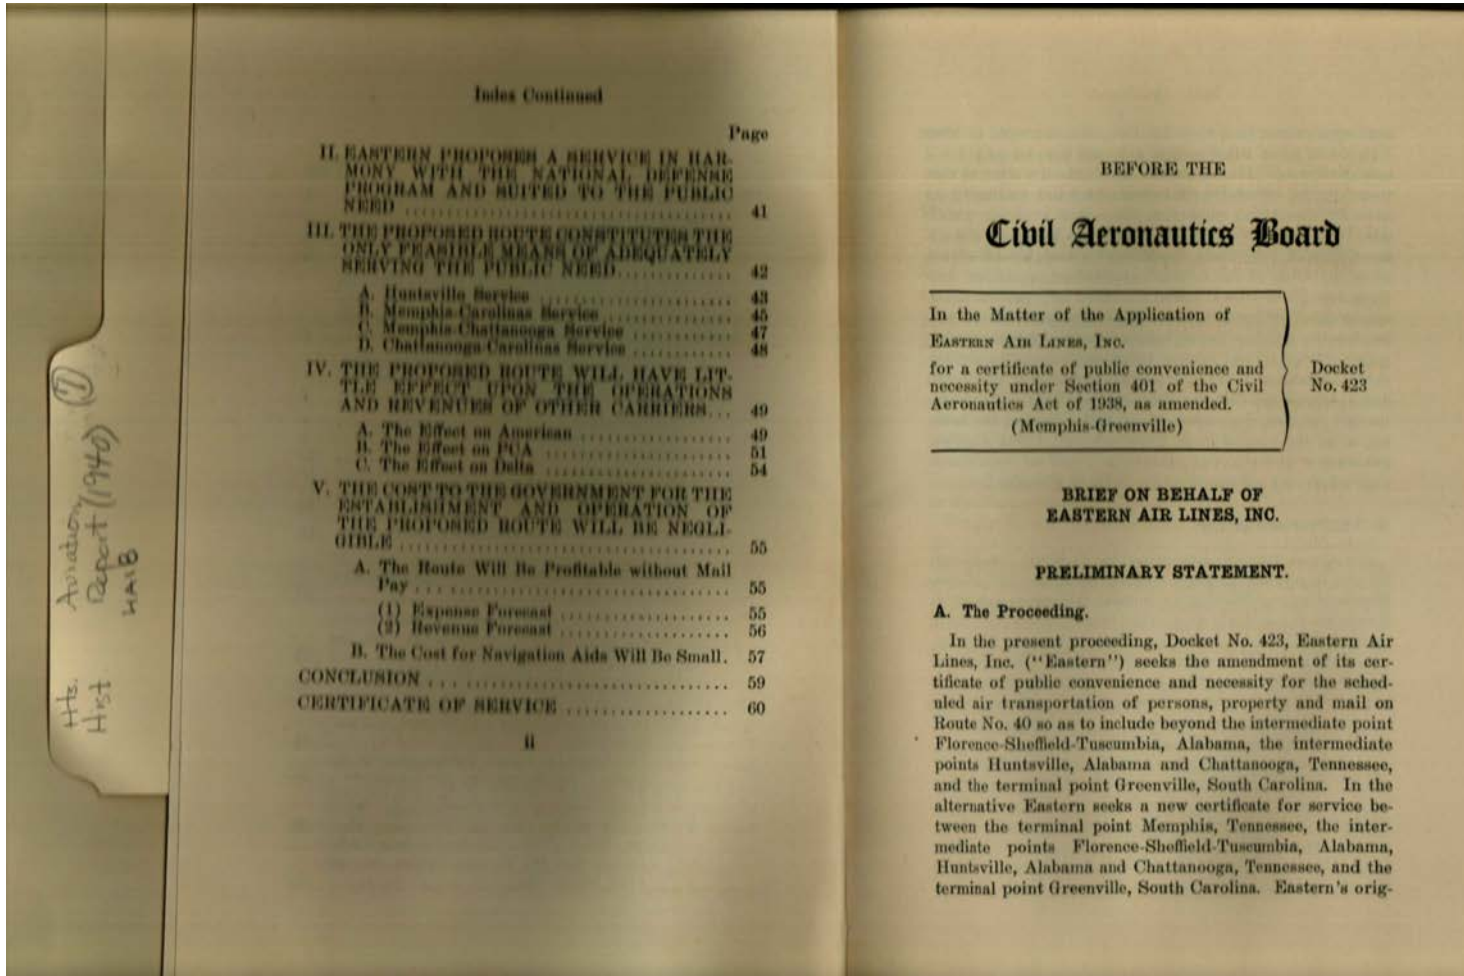 Hts. Aviation (7)
Hist Report (1940)
HAIB
Index Continued
Page
II. EASTERN PROPOSES A SERVICE IN HAR-
MONY WITH THE NATIONAL DEFENSE
PROGRAM AND SUITED TO THE PUBLIC
NEED ........................................ 41
III. THE PROPOSED ROUTE CONSTITUTES THE
ONLY FEASIBLE MEANS OF ADEQUATELY
SERVING THE PUBLIC NEED.............. 42
A. Huntsville Service ........................ 43
B. Memphis-Carolinas Service ................ 45
C. Memphis-Chattanooga Service ............ 47
D. Chattanooga-Carolinas Service ............ 48
IV. THE PROPOSED ROUTE WILL HAVE LIT-
TLE EFFECT UPON THE OPERATIONS
AND REVENUES OF OTHER CARRIERS... 49
A. The Effect on American .................. 49
B. The Effect on PCA ...................... 51
C. The Effect on Delta ...................... 54
V. THE COST TO THE GOVERNMENT FOR THE
ESTABLISHMENT AND OPERATION OF
THE PROPOSED ROUTE WILL BE NEGLI-
GIBLE ........................................ 55
A. The Route Will Be Profitable without Mail
Pay ........................................ 55
(1) Expense Forecast ...................... 55
(2) Revenue Forecast ...................... 56
B. The Cost for Navigation Aids Will Be Small. 57
CONCLUSION .................................. 59
CERTIFICATE OF SERVICE .................... 60
ii
BEFORE THE
Civil Aeronautics Board
In the Matter of the Application of
EASTERN AIR LINES, INC.
for a certificate of public convenience and
necessity under Section 401 of the Civil
Aeronautics Act of 1938, as amended.
(Memphis-Greenville)
Docket
No. 423
BRIEF ON BEHALF OF
EASTERN AIR LINES, INC.
PRELIMINARY STATEMENT.
A. The Proceeding.
In the present proceeding, Docket No. 423, Eastern Air
Lines, Inc. ("Eastern") seeks the amendment of its cer-
tificate of public convenience and necessity for the sched-
uled air transportation of persons, property and mail on
Route No. 40 so as to include beyond the intermediate point
Florence-Sheffield-Tuscumbia, Alabama, the intermediate
points Huntsville, Alabama and Chattanooga, Tennessee,
and the terminal point Greenville, South Carolina. In the
alternative Eastern seeks a new certificate for service be-
tween the terminal point Memphis, Tennessee, the inter-
mediate points Florence-Sheffield-Tuscumbia, Alabama,
Huntsville, Alabama and Chattanooga, Tennessee, and the
terminal point Greenville, South Carolina. Eastern's orig-